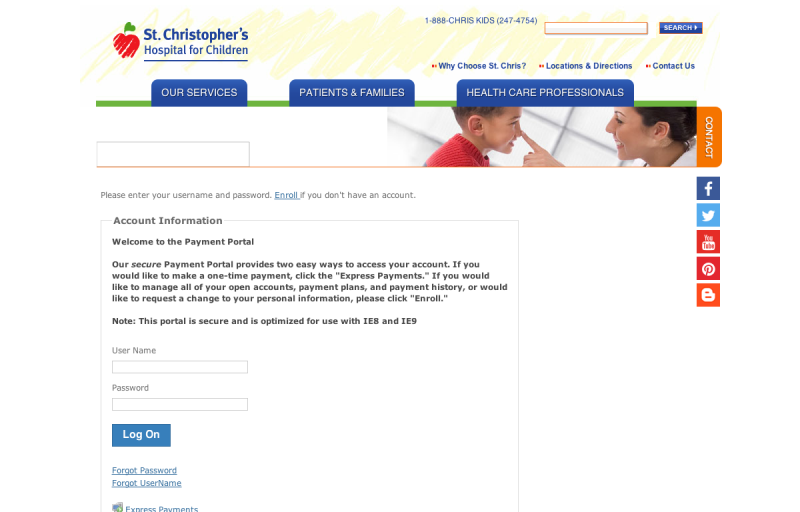 1-888-CHRIS KIDS (247-4754)
SEARCH
St. Christopher's
Hospital for Children
Why Choose St. Chris?
Locations & Directions
Contact Us
OUR SERVICES
PATIENTS & FAMILIES
HEALTH CARE PROFESSIONALS
CONTACT
Please enter your username and password. Enroll if you don't have an account.
Account Information
Welcome to the Payment Portal
Our secure Payment Portal provides two easy ways to access your account. If you
would like to make a one-time payment, click the "Express Payments." If you would
like to manage all of your open accounts, payment plans, and payment history, or would
like to request a change to your personal information, please click "Enroll."
Note: This portal is secure and is optimized for use with IE8 and IE9
User Name
Password
Log On
Forgot Password
Forgot UserName
Express Payments
You
Tube